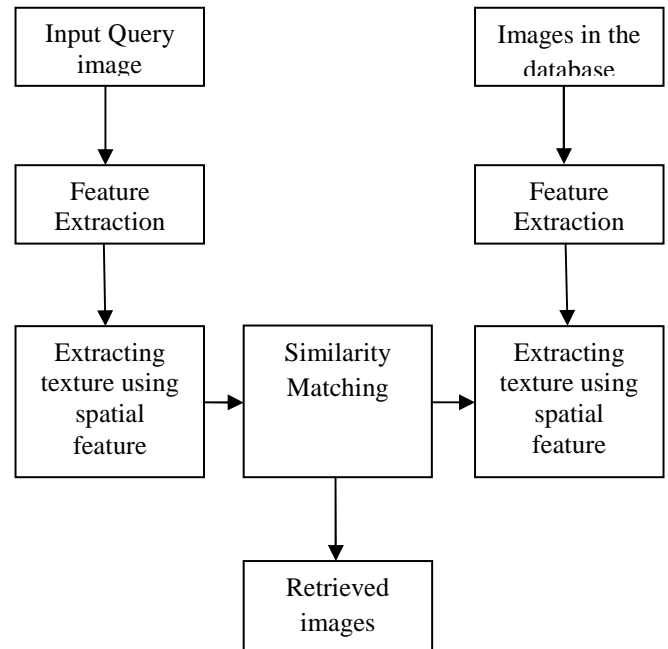 Input Query
image
Images in the
database
Feature
Extraction
Feature
Extraction
Extracting
texture using
spatial
feature
Similarity
Matching
Extracting
texture using
spatial
feature
Retrieved
images